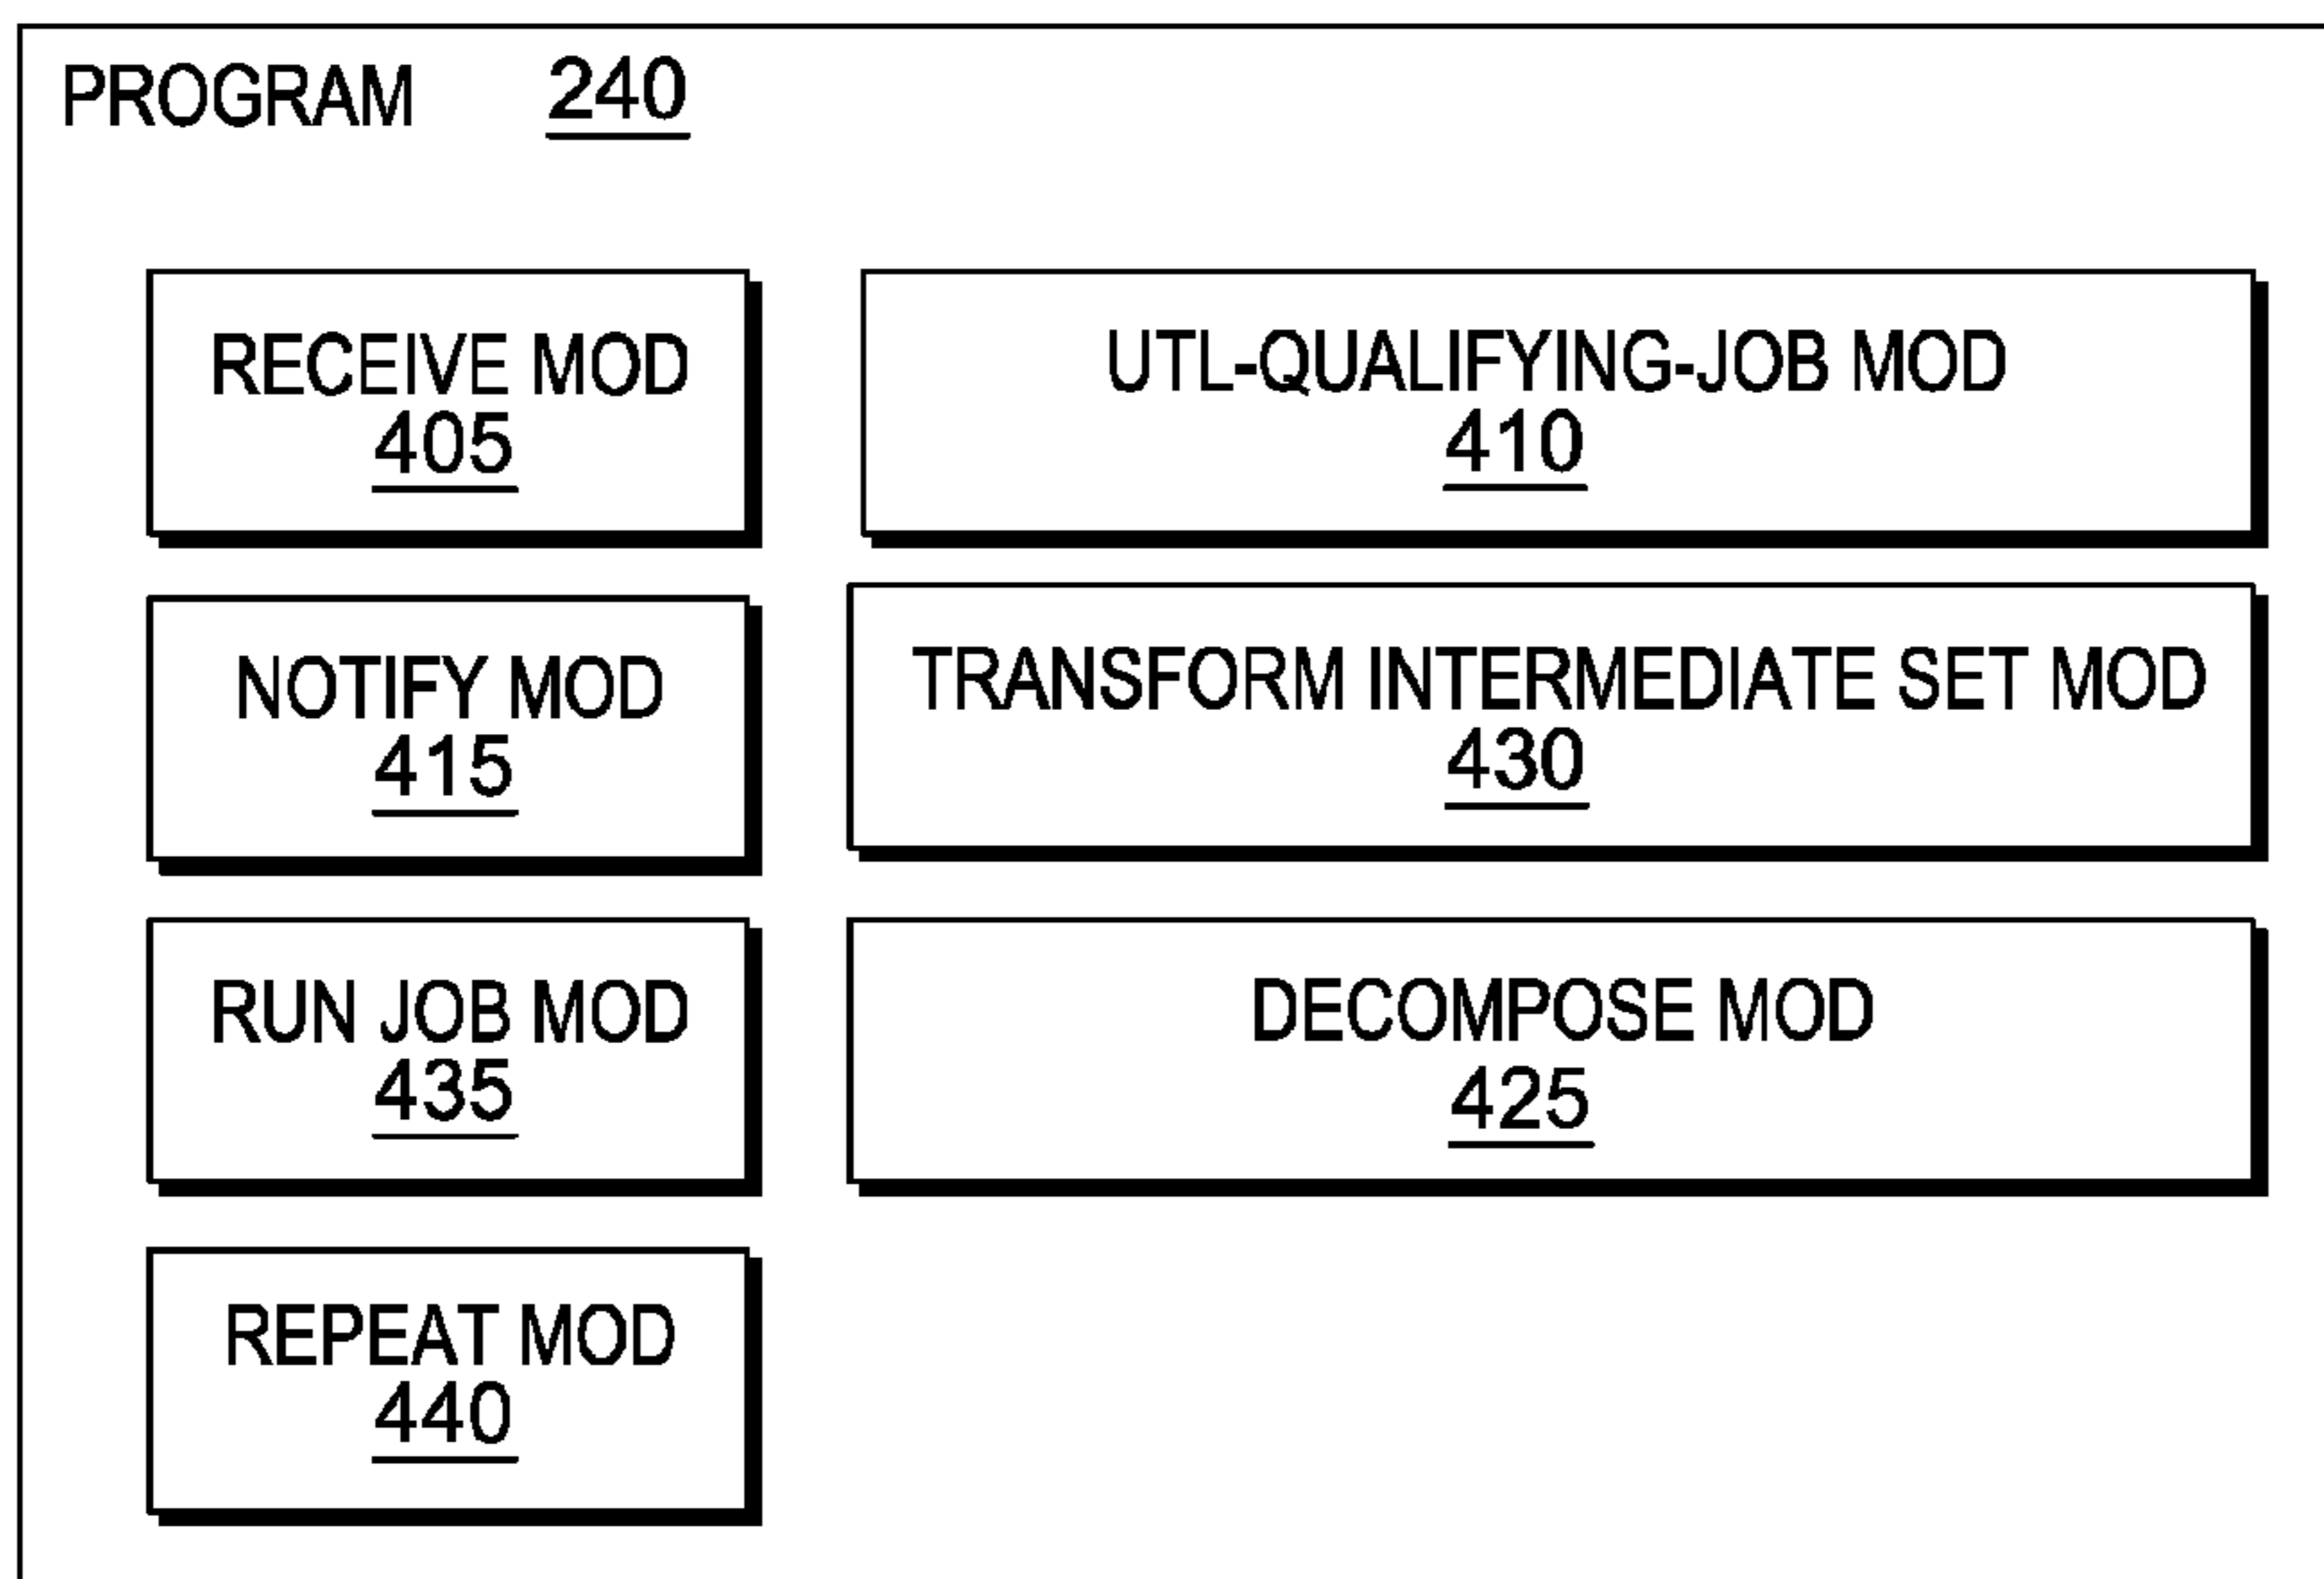 PROGRAM 240
RECEIVE MOD
405
UTL-QUALIFYING-JOB MOD
410
NOTIFY MOD
415
TRANSFORM INTERMEDIATE SET MOD
430
RUN JOB MOD
435
DECOMPOSE MOD
425
REPEAT MOD
440